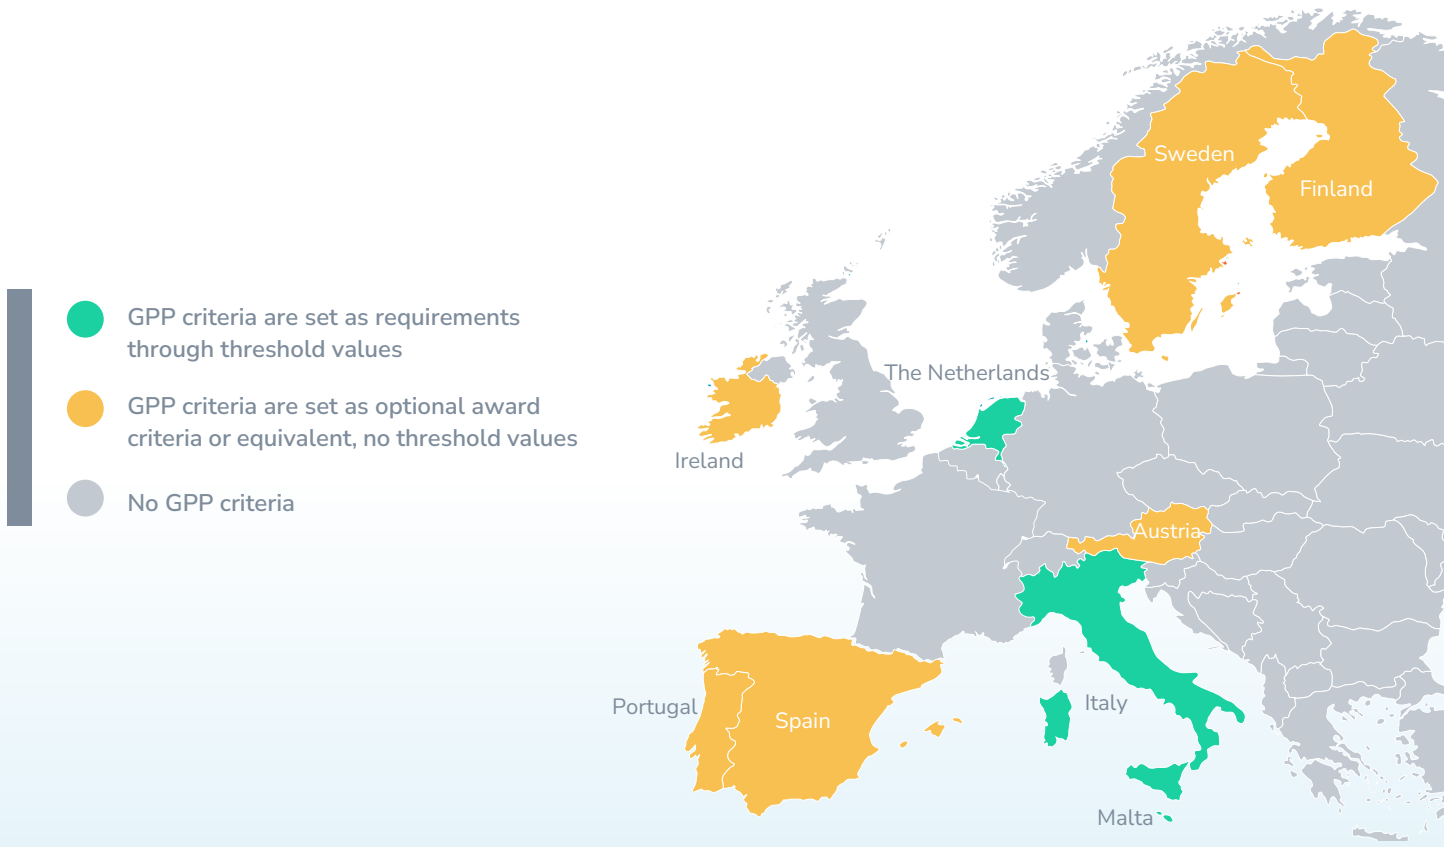 GPP criteria are set as requirements
through threshold values
GPP criteria are set as optional award
criteria or equivalent, no threshold values
No GPP criteria
Sweden
Finland
The Netherlands
Ireland
Austria
Portugal
Spain
Italy
Malta